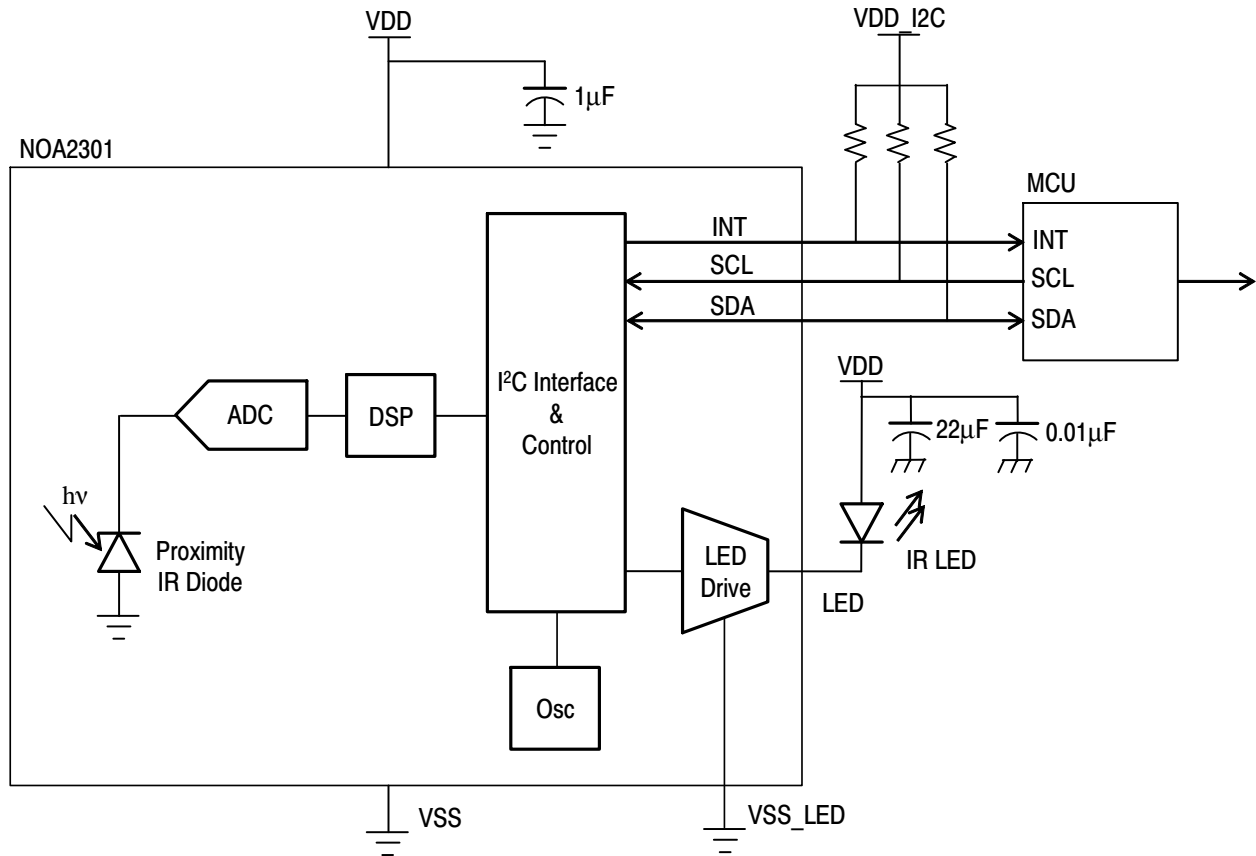 VDD
VDD_I2C
1μF
NOA2301
MCU
INT
INT
SCL
SCL
SDA
SDA
VDD
I²C Interface
&
Control
ADC
DSP
22μF
0.01μF
hν
Proximity
IR Diode
LED
Drive
IR LED
LED
Osc
VSS
VSS_LED